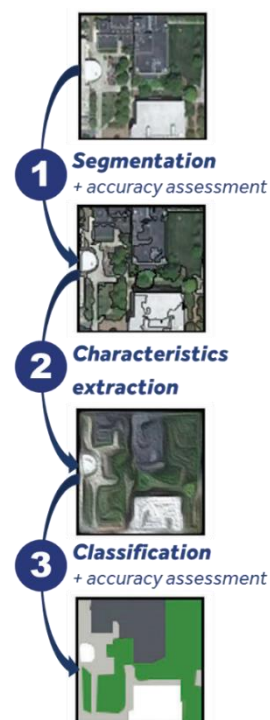 1
Segmentation
+ accuracy assessment
2
Characteristics
extraction
3
Classification
+ accuracy assessment